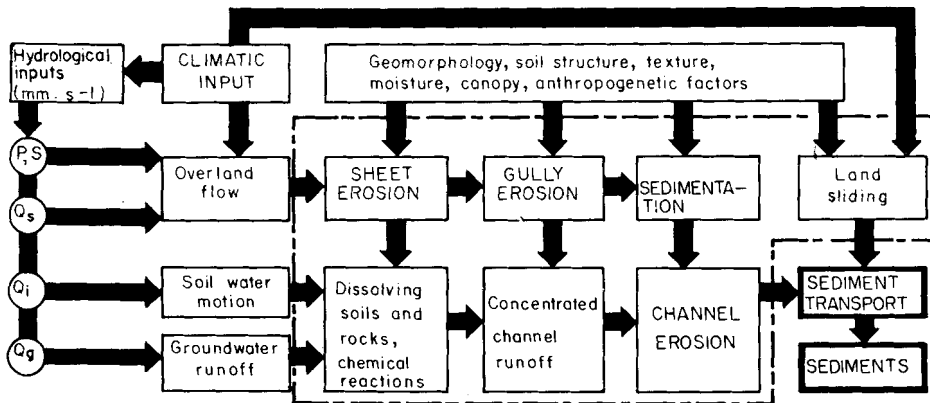 Hydrological
inputs
(mm. s-1)
CLIMATIC
INPUT
Geomorphology, soil structure, texture,
moisture, canopy, anthropogenetic factors
P,S
Qs
Qi
Qg
Overland
flow
SHEET
EROSION
GULLY
EROSION
SEDIMENTA-
TION
Land
sliding
Soil water
motion
Groundwater
runoff
Dissolving
soils and
rocks,
chemical
reactions
Concentrated
channel
runoff
CHANNEL
EROSION
SEDIMENT
TRANSPORT
SEDIMENTS